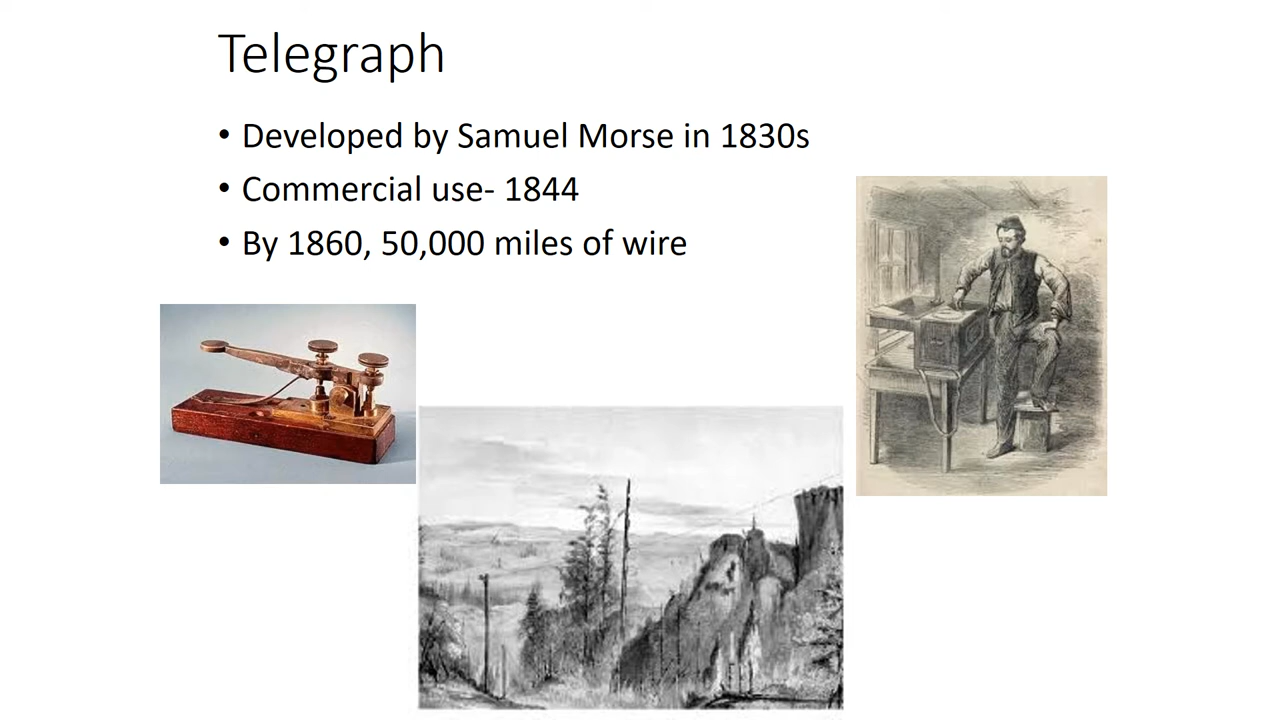 Telegraph
• Developed by Samuel Morse in 1830s
• Commercial use- 1844
• By 1860, 50,000 miles of wire